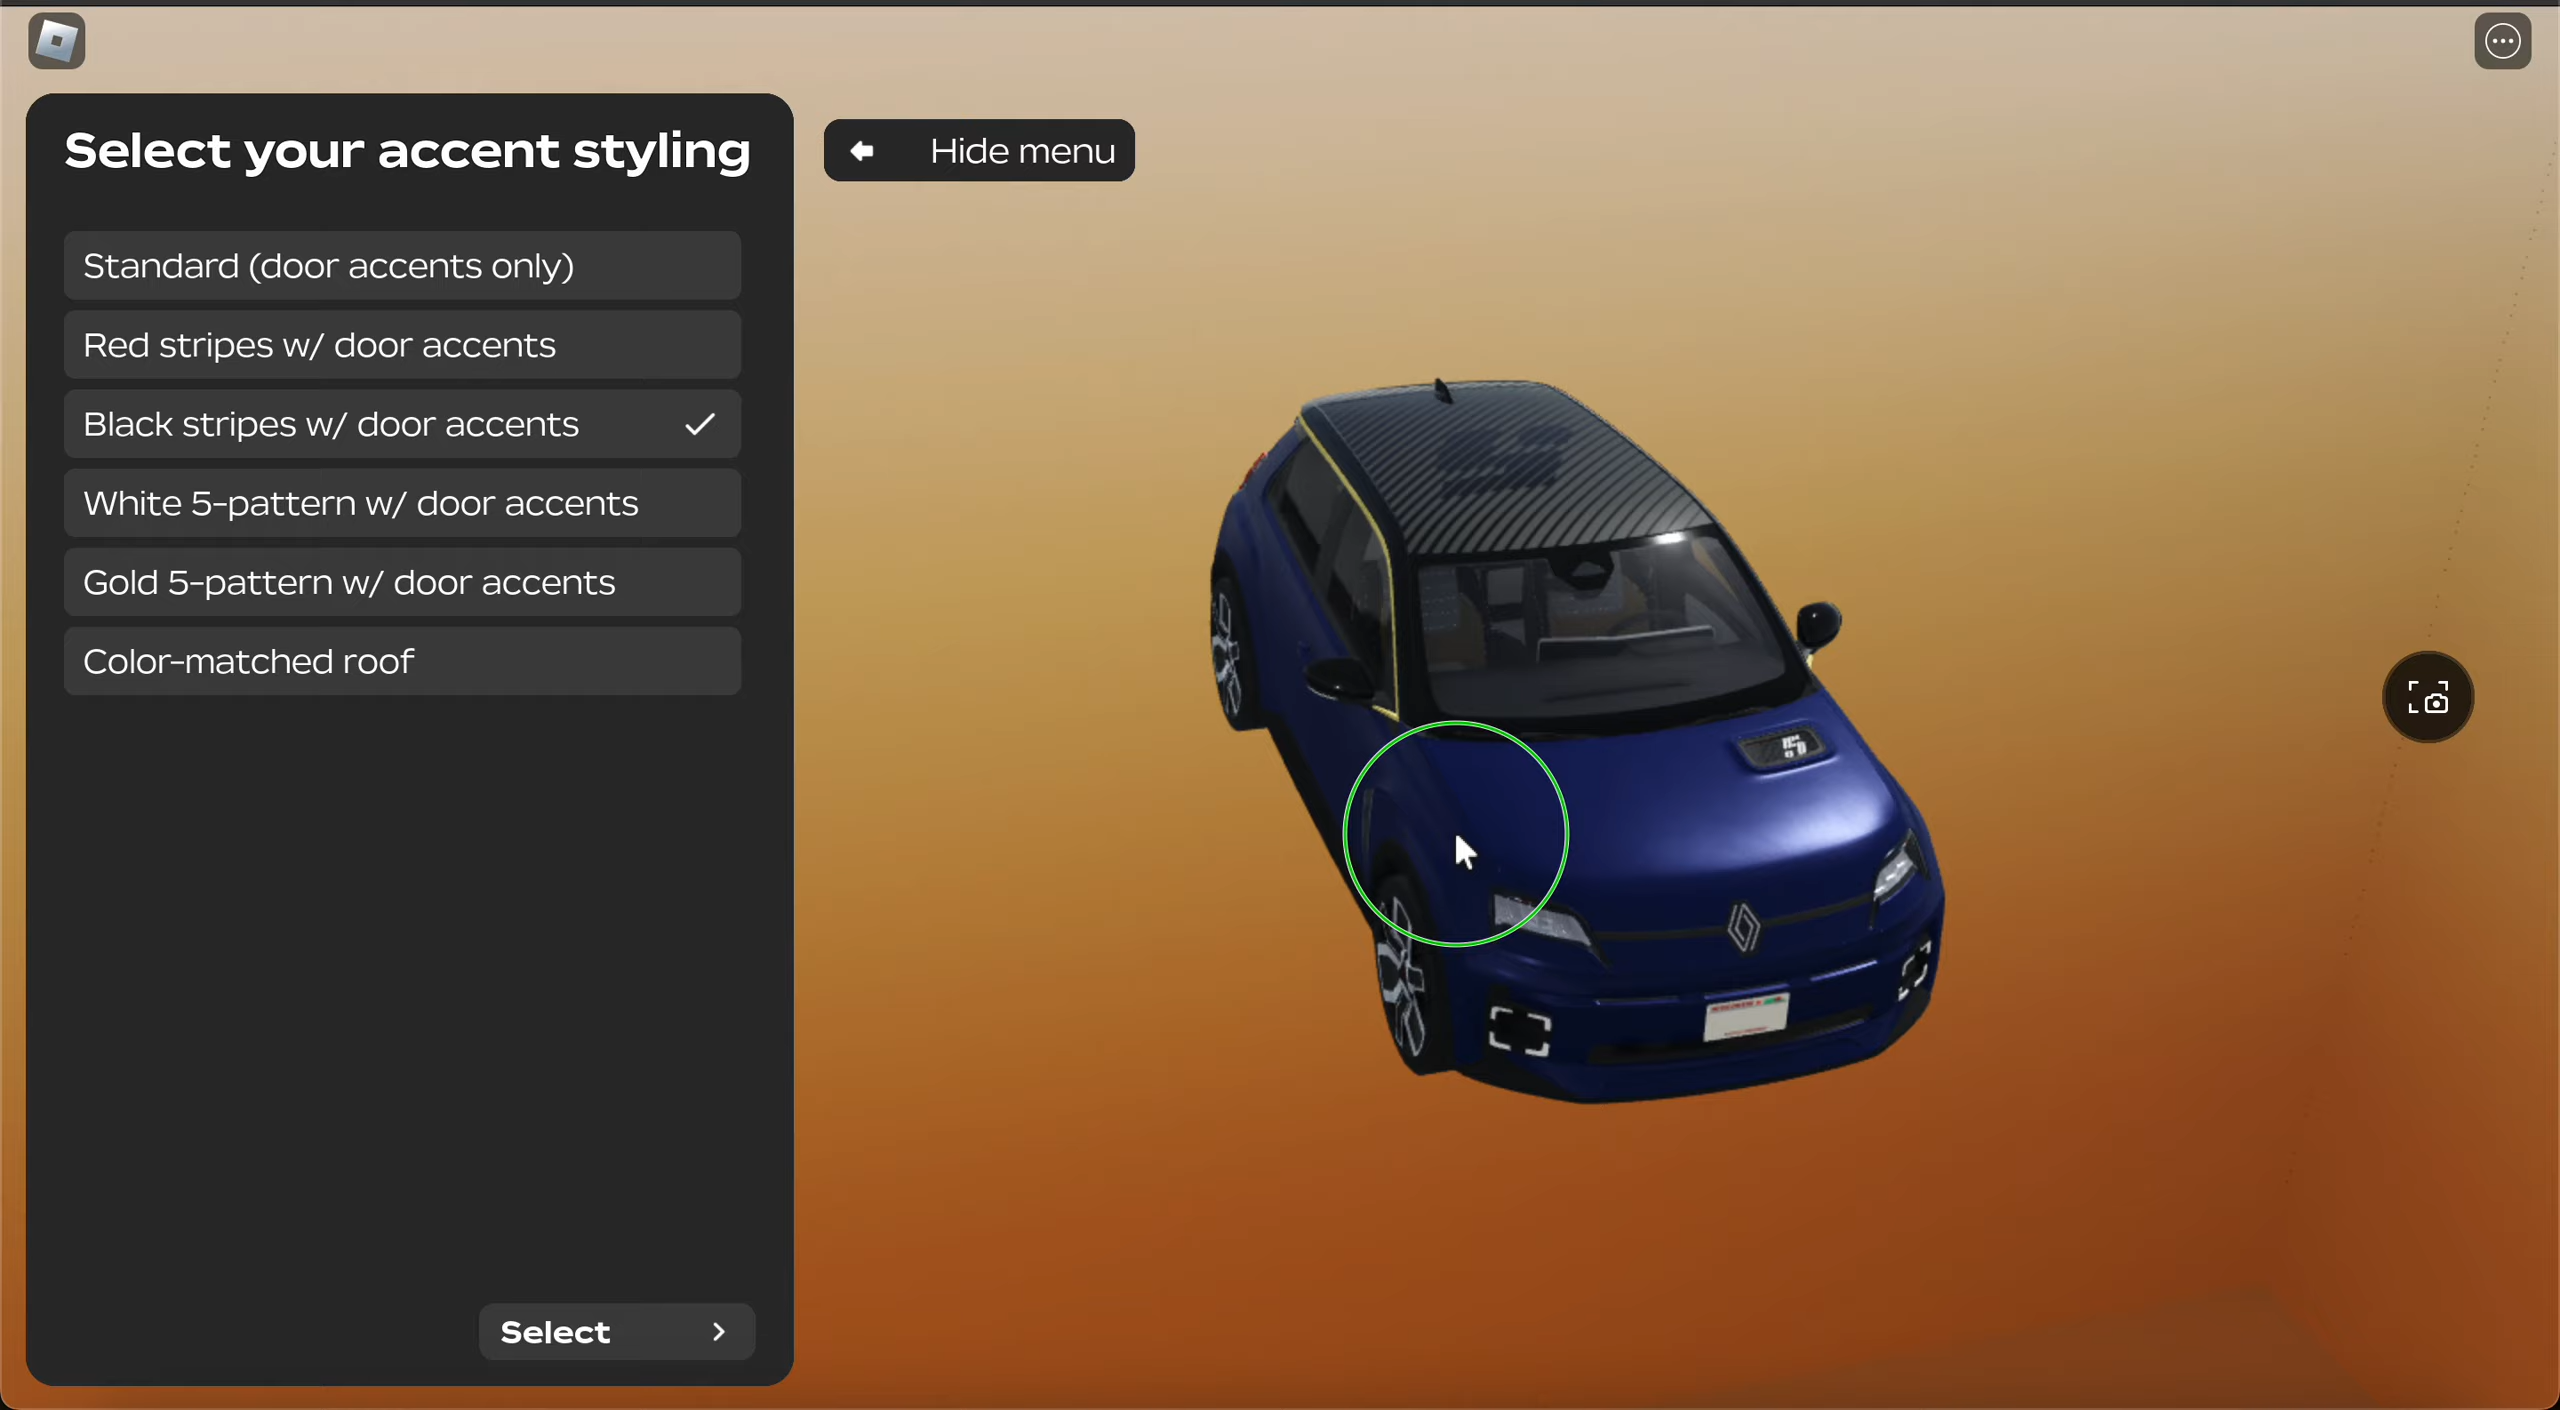 Select your accent styling
Hide menu
Standard (door accents only)
Red stripes w/ door accents
Black stripes w/ door accents
White 5-pattern w/ door accents
Gold 5-pattern w/ door accents
Color-matched roof
Select